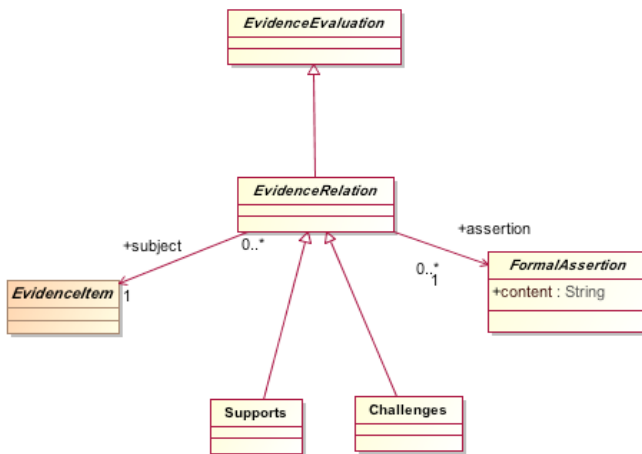 EvidenceEvaluation
EvidenceRelation
+subject
0..*
+assertion
EvidenceItem
1
0..*
1
FormalAssertion
+content : String
Supports
Challenges